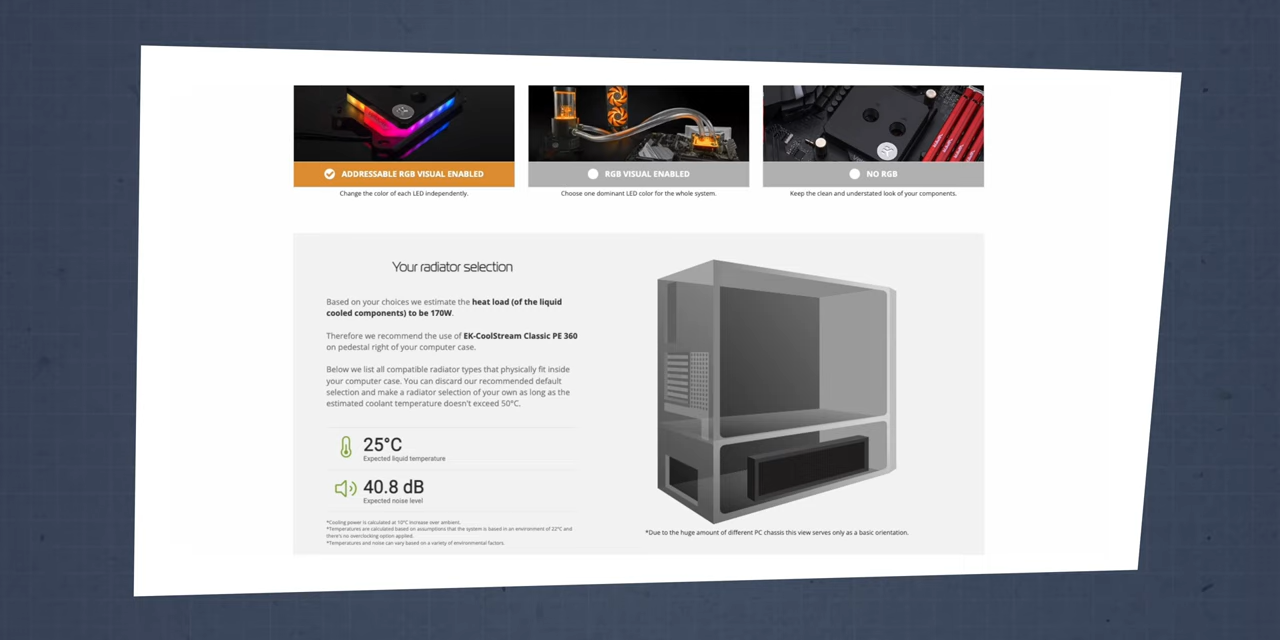 ADDRESSABLE RGB VISUAL ENABLED
Change the color of each LED independently.
RGB VISUAL ENABLED
Choose one dominant LED color for the whole system.
NO RGB
Keep the clean and understated look of your components.
Your radiator selection
Based on your choices we estimate the heat load (of the liquid
cooled components) to be 170W.
Therefore we recommend the use of EK-CoolStream Classic PE 360
on pedestal right of your computer case.
Below we list all compatible radiator types that physically fit inside
your computer case. You can discard our recommended default
selection and make a radiator selection of your own as long as the
estimated coolant temperature doesn't exceed 50°C.
25°C
Expected liquid temperature
40.8 dB
Expected noise level
*Cooling power is calculated at 10°C increase over ambient.
*Temperatures are calculated based on assumptions that the system is based in an environment of 22°C and
there's no overclocking option applied.
*Temperatures and noise can vary based on a variety of environmental factors.
*Due to the huge amount of different PC chassis this view serves only as a basic orientation.